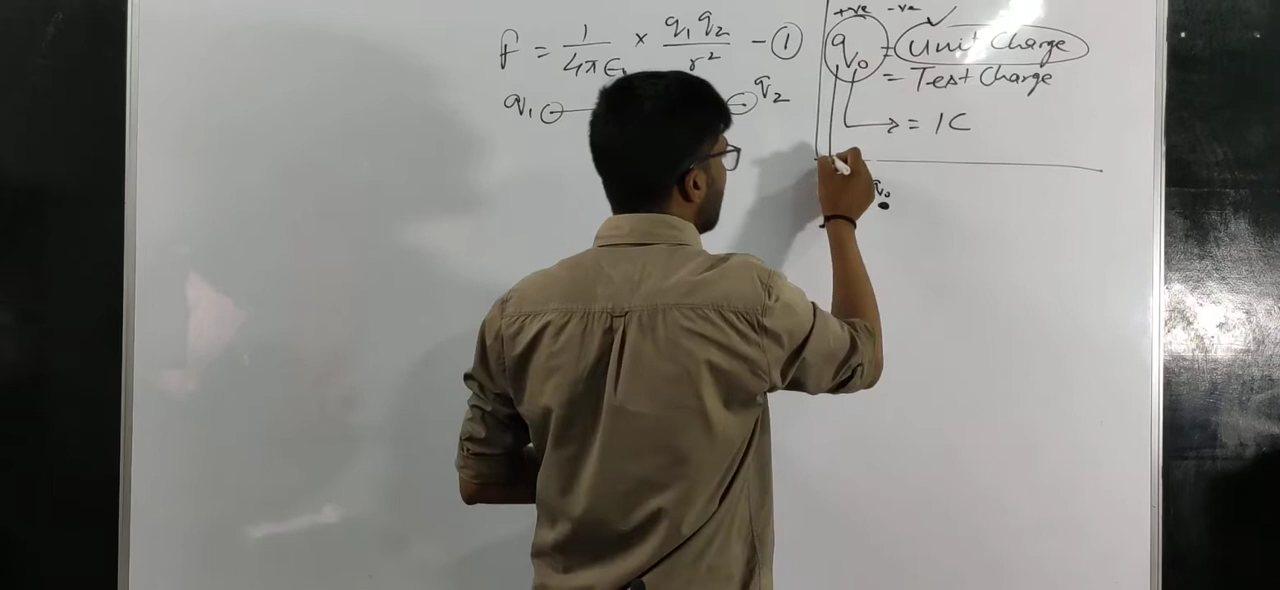 F = 1/4πε × q₁q₂/r² - ①
q₁ q₂
+ve -ve
q₀ = Unit Charge
= Test Charge
→ = 1C
q₀